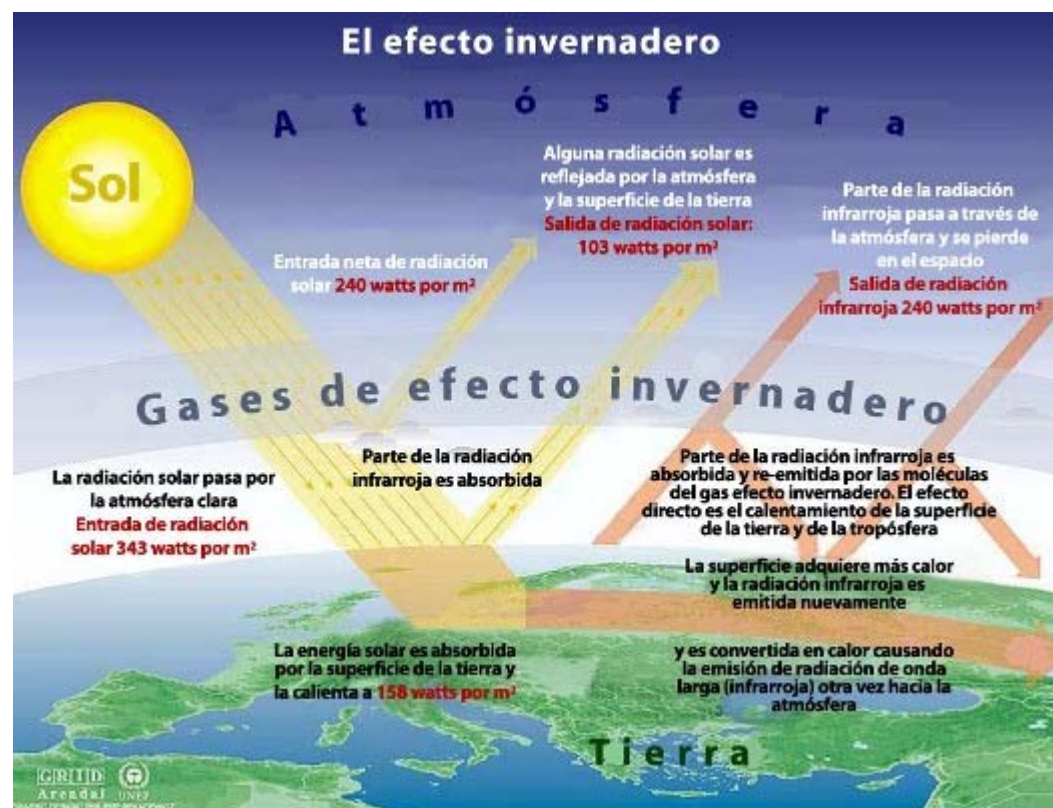 El efecto invernadero
Atmósfera
Sol
Alguna radiación solar es
reflejada por la atmósfera
y la superficie de la tierra
Salida de radiación solar:
103 watts por m²
Parte de la radiación
infrarroja pasa a través de
la atmósfera y se pierde
en el espacio
Salida de radiación
infrarroja 240 watts por m²
Entrada neta de radiación
solar 240 watts por m²
Gases de efecto invernadero
La radiación solar pasa por
la atmósfera clara
Entrada de radiación
solar 343 watts por m²
Parte de la radiación
infrarroja es absorbida
Parte de la radiación infrarroja es
absorbida y re-emitida por las moléculas
del gas efecto invernadero. El efecto
directo es el calentamiento de la superficie
de la tierra y de la tropósfera
La superficie adquiere más calor
y la radiación infrarroja es
emitida nuevamente
La energía solar es absorbida
por la superficie de la tierra y
la calienta a 158 watts por m²
y es convertida en calor causando
la emisión de radiación de onda
larga (infrarroja) otra vez hacia la
atmósfera
Tierra
GRID
Arendal UNEP